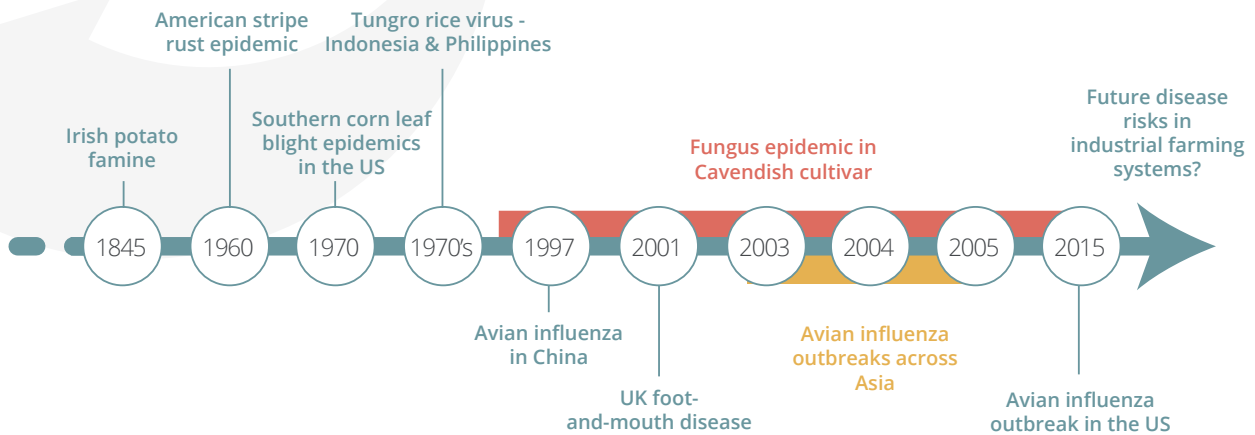 American stripe
rust epidemic
Tungro rice virus -
Indonesia & Philippines
Irish potato
famine
Southern corn leaf
blight epidemics
in the US
Fungus epidemic in
Cavendish cultivar
Future disease
risks in
industrial farming
systems?
1845
1960
1970
1970's
1997
2001
2003
2004
2005
2015
Avian influenza
in China
UK foot-
and-mouth disease
Avian influenza
outbreaks across
Asia
Avian influenza
outbreak in the US